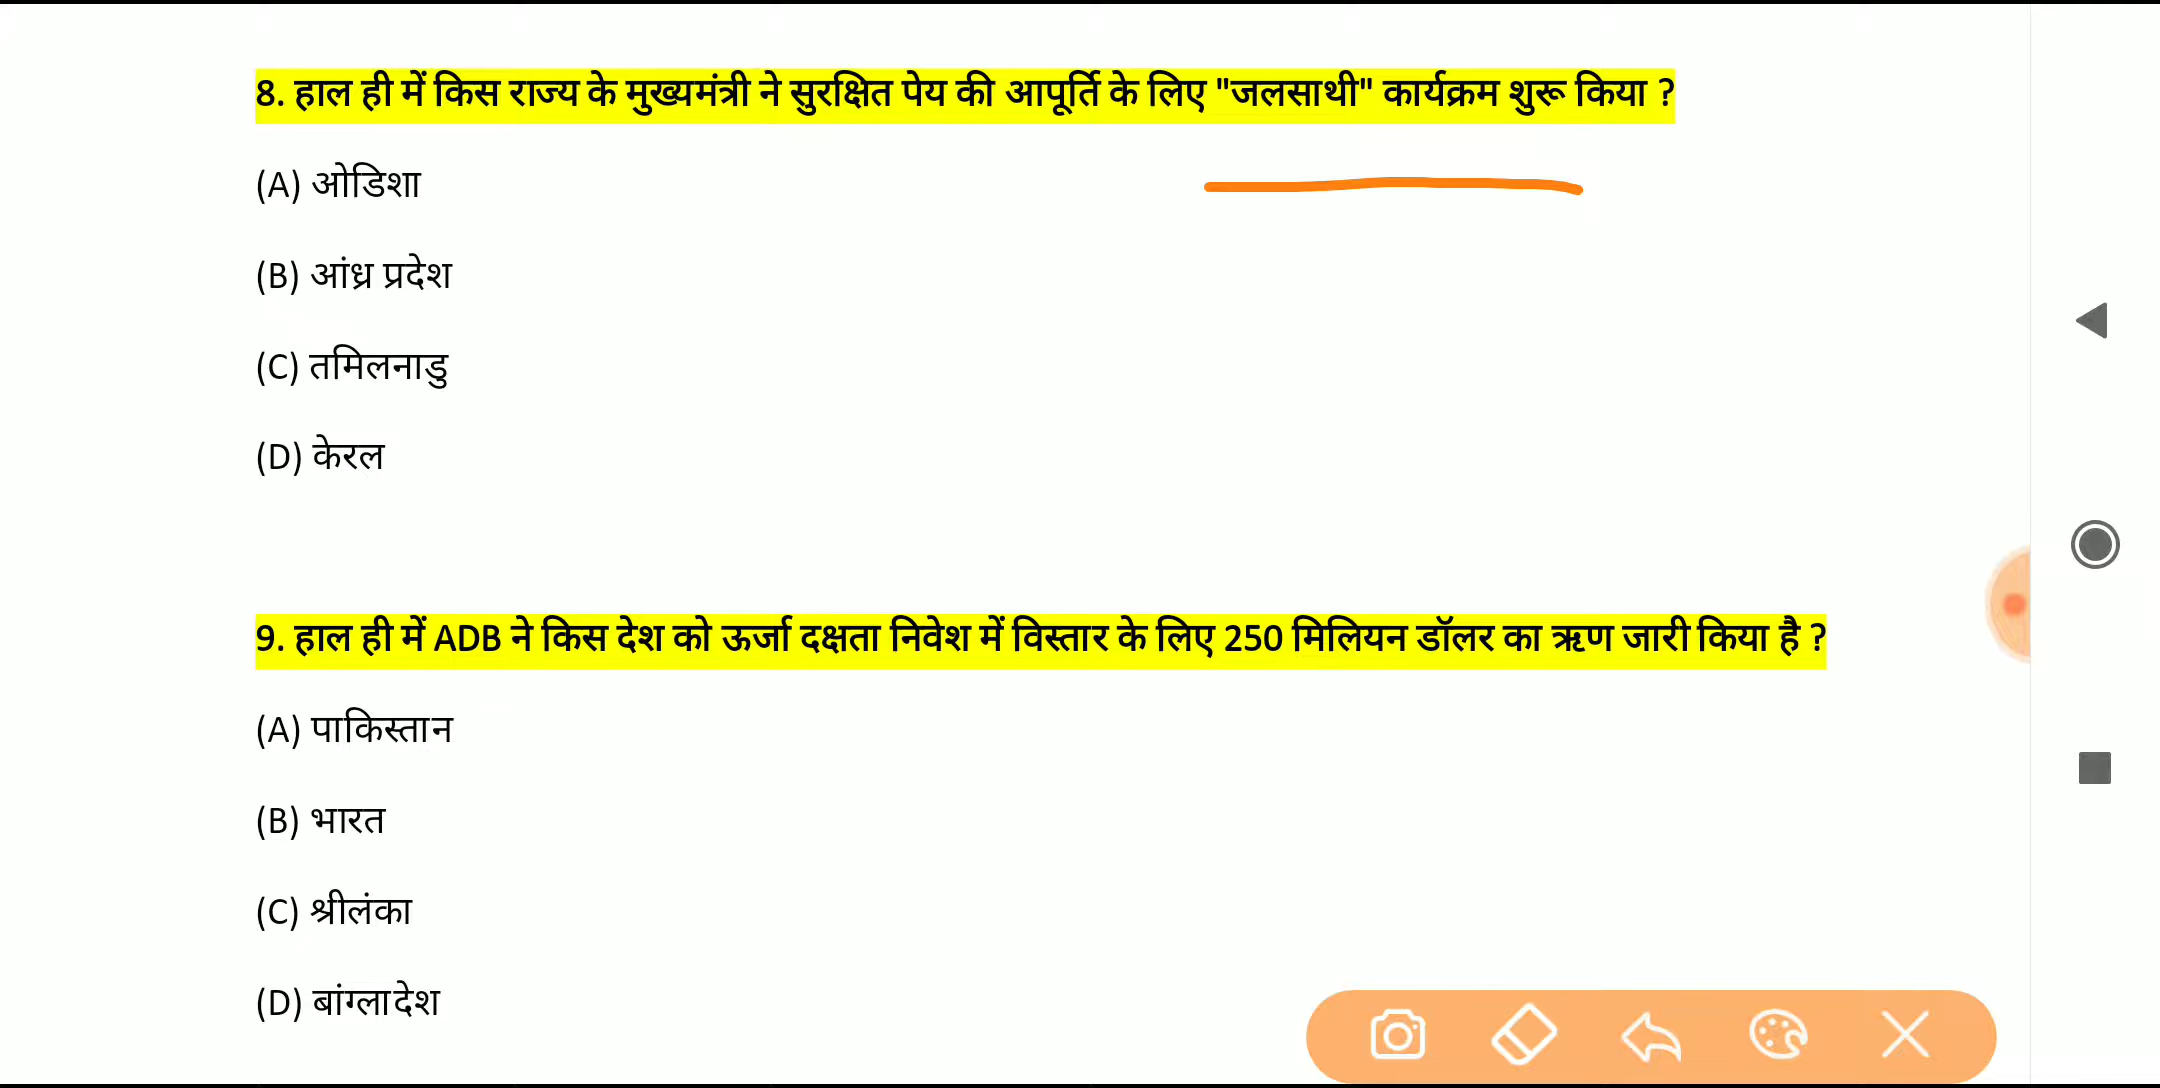 8. हाल ही में किस राज्य के मुख्यमंत्री ने सुरक्षित पेय की आपूर्ति के लिए "जलसाथी" कार्यक्रम शुरू किया ?
(A) ओडिशा
(B) आंध्र प्रदेश
(C) तमिलनाडु
(D) केरल
9. हाल ही में ADB ने किस देश को ऊर्जा दक्षता निवेश में विस्तार के लिए 250 मिलियन डॉलर का ऋण जारी किया है ?
(A) पाकिस्तान
(B) भारत
(C) श्रीलंका
(D) बांग्लादेश